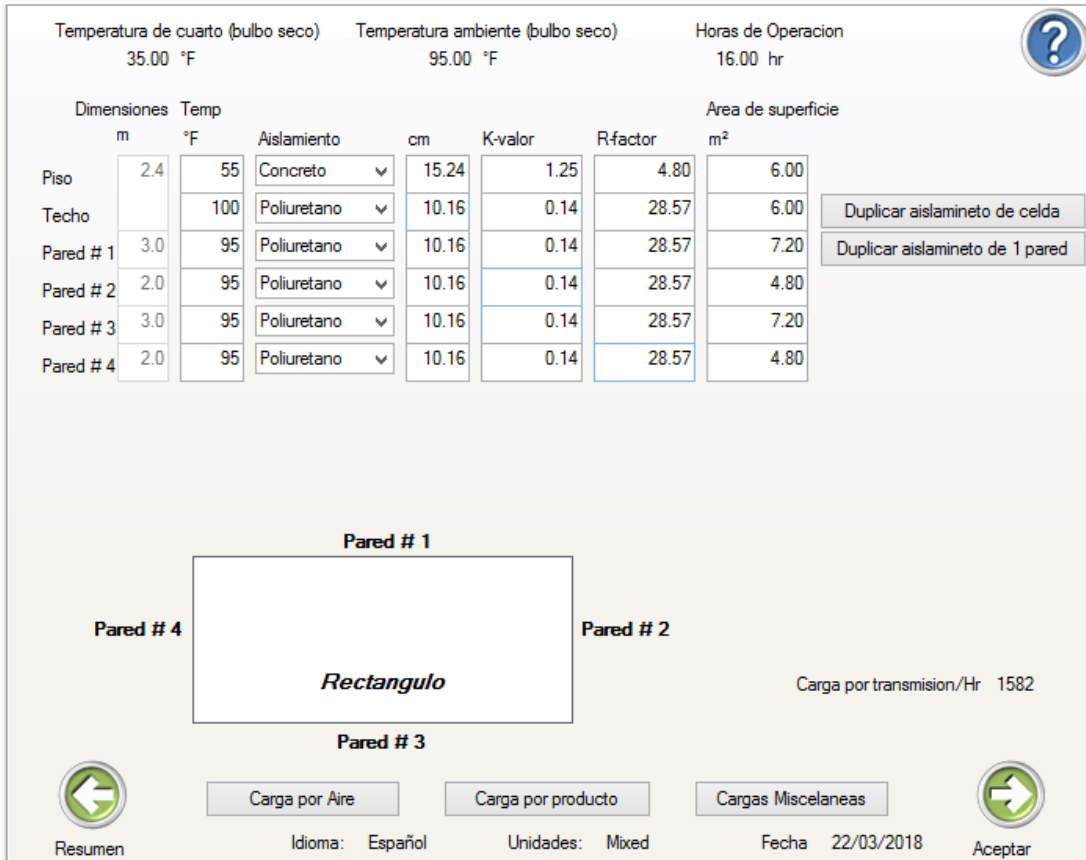 Temperatura de cuarto (bulbo seco) Temperatura ambiente (bulbo seco) Horas de Operacion
35.00 °F 95.00 °F 16.00 hr
?
Dimensiones Temp Area de superficie
m °F Aislamiento cm K-valor R-factor m²
Piso 2.4 55 Concreto 15.24 1.25 4.80 6.00
Techo 100 Poliuretano 10.16 0.14 28.57 6.00 Duplicar aislamineto de celda
Pared # 1 3.0 95 Poliuretano 10.16 0.14 28.57 7.20 Duplicar aislamineto de 1 pared
Pared # 2 2.0 95 Poliuretano 10.16 0.14 28.57 4.80
Pared # 3 3.0 95 Poliuretano 10.16 0.14 28.57 7.20
Pared # 4 2.0 95 Poliuretano 10.16 0.14 28.57 4.80
Pared # 1
Pared # 4 Pared # 2
Rectangulo
Carga por transmision/Hr 1582
Pared # 3
Carga por Aire Carga por producto Cargas Miscelaneas
Resumen Idioma: Español Unidades: Mixed Fecha 22/03/2018 Aceptar